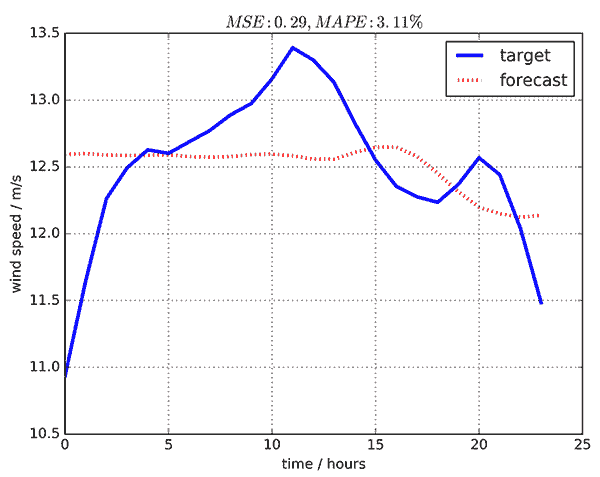 MSE : 0.29, MAPE : 3.11%
13.5
13.0
12.5
12.0
11.5
11.0
10.5
wind speed / m/s
target
forecast
0 5 10 15 20 25
time / hours